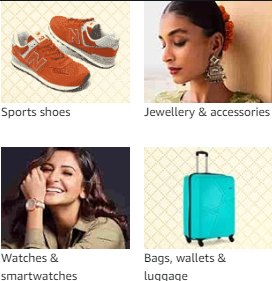 Sports shoes
Jewellery & accessories
Watches &
smartwatches
Bags, wallets &
luggage